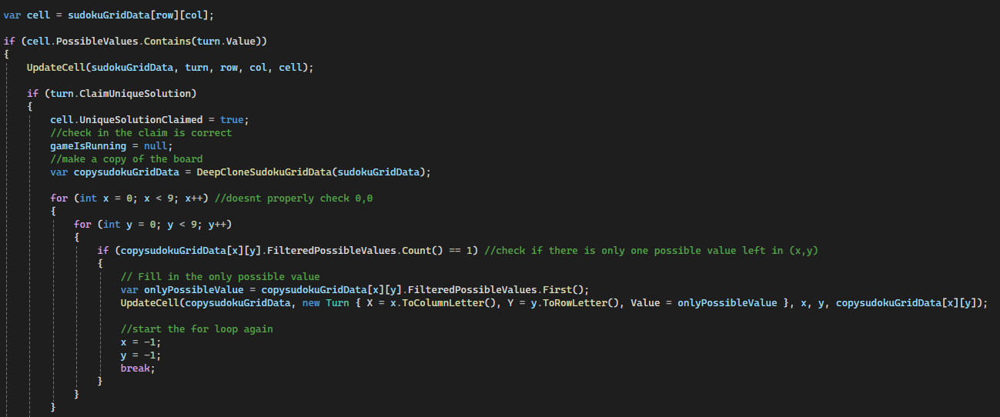 var cell = sudokuGridData[row][col];
if (cell.PossibleValues.Contains(turn.Value))
{
UpdateCell(sudokuGridData, turn, row, col, cell);
if (turn.ClaimUniqueSolution)
{
cell.UniqueSolutionClaimed = true;
//check in the claim is correct
gameIsRunning = null;
//make a copy of the board
var copysudokuGridData = DeepCloneSudokuGridData(sudokuGridData);
for (int x = 0; x < 9; x++) //doesnt properly check 0,0
{
for (int y = 0; y < 9; y++)
{
if (copysudokuGridData[x][y].FilteredPossibleValues.Count() == 1) //check if there is only one possible value left in (x,y)
{
// Fill in the only possible value
var onlyPossibleValue = copysudokuGridData[x][y].FilteredPossibleValues.First();
UpdateCell(copysudokuGridData, new Turn { X = x.ToColumnLetter(), Y = y.ToRowLetter(), Value = onlyPossibleValue }, x, y, copysudokuGridData[x][y]);
//start the for loop again
x = -1;
y = -1;
break;
}
}
}